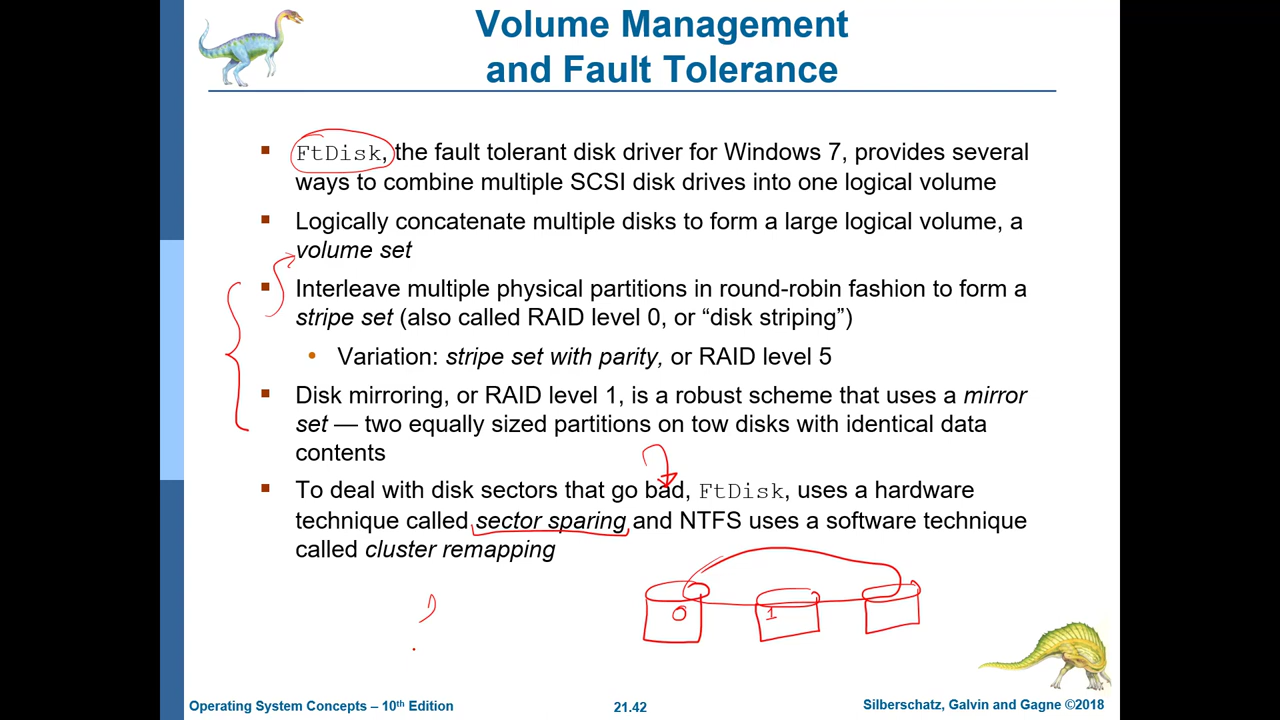 Volume Management
and Fault Tolerance
FtDisk, the fault tolerant disk driver for Windows 7, provides several
ways to combine multiple SCSI disk drives into one logical volume
Logically concatenate multiple disks to form a large logical volume, a
volume set
Interleave multiple physical partitions in round-robin fashion to form a
stripe set (also called RAID level 0, or “disk striping”)
Variation: stripe set with parity, or RAID level 5
Disk mirroring, or RAID level 1, is a robust scheme that uses a mirror
set — two equally sized partitions on tow disks with identical data
contents
To deal with disk sectors that go bad, FtDisk, uses a hardware
technique called sector sparing and NTFS uses a software technique
called cluster remapping
0 1
Operating System Concepts – 10th Edition 21.42 Silberschatz, Galvin and Gagne ©2018